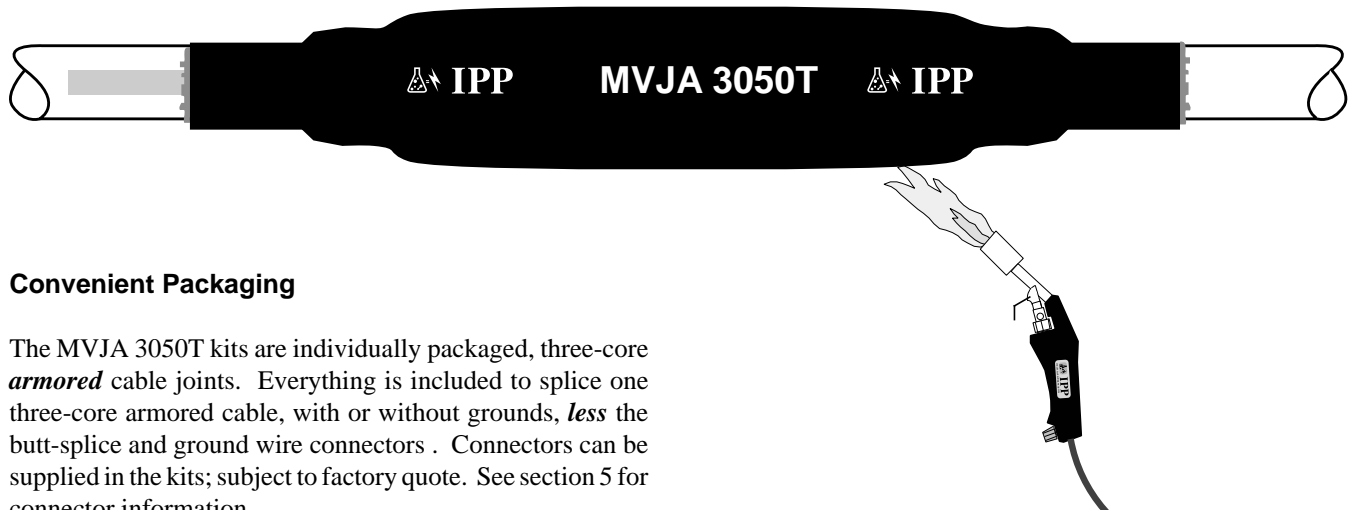 IPP MVJA 3050T IPP
IPP
Convenient Packaging
The MVJA 3050T kits are individually packaged, three-core
armored cable joints. Everything is included to splice one
three-core armored cable, with or without grounds, less the
butt-splice and ground wire connectors . Connectors can be
supplied in the kits; subject to factory quote. See section 5 for
connector information